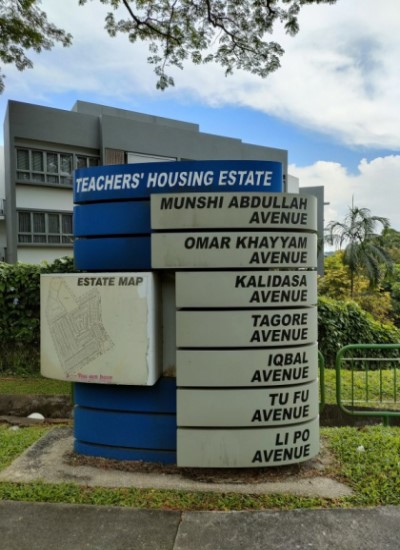 TEACHERS' HOUSING ESTATE
MUNSHI ABDULLAH
AVENUE
OMAR KHAYYAM
AVENUE
ESTATE MAP
KALIDASA
AVENUE
TAGORE
AVENUE
IQBAL
AVENUE
TU FU
AVENUE
LI PO
AVENUE